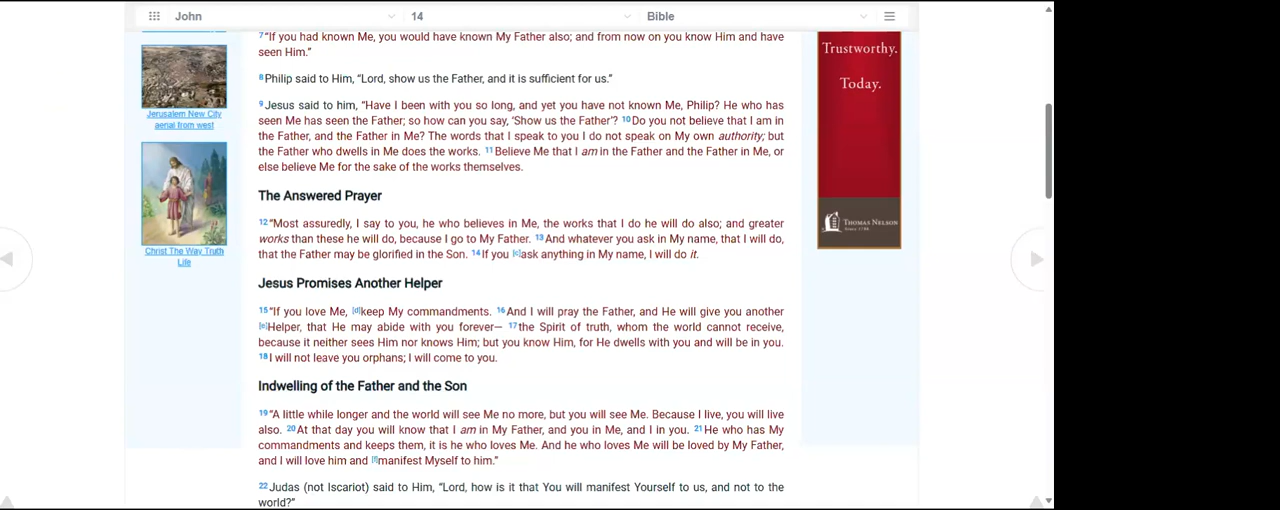 John 14 Bible
7“If you had known Me, you would have known My Father also; and from now on you know Him and have
seen Him.”
8Philip said to Him, “Lord, show us the Father, and it is sufficient for us.”
9Jesus said to him, “Have I been with you so long, and yet you have not known Me, Philip? He who has
seen Me has seen the Father; so how can you say, ‘Show us the Father’? 10Do you not believe that I am in
the Father, and the Father in Me? The words that I speak to you I do not speak on My own authority; but
the Father who dwells in Me does the works. 11Believe Me that I am in the Father and the Father in Me, or
else believe Me for the sake of the works themselves.
The Answered Prayer
12“Most assuredly, I say to you, he who believes in Me, the works that I do he will do also; and greater
works than these he will do, because I go to My Father. 13And whatever you ask in My name, that I will do,
that the Father may be glorified in the Son. 14If you [c]ask anything in My name, I will do it.
Jesus Promises Another Helper
15“If you love Me, [d]keep My commandments. 16And I will pray the Father, and He will give you another
[e]Helper, that He may abide with you forever— 17the Spirit of truth, whom the world cannot receive,
because it neither sees Him nor knows Him; but you know Him, for He dwells with you and will be in you.
18I will not leave you orphans; I will come to you.
Indwelling of the Father and the Son
19“A little while longer and the world will see Me no more, but you will see Me. Because I live, you will live
also. 20At that day you will know that I am in My Father, and you in Me, and I in you. 21He who has My
commandments and keeps them, it is he who loves Me. And he who loves Me will be loved by My Father,
and I will love him and [f]manifest Myself to him.”
22Judas (not Iscariot) said to Him, “Lord, how is it that You will manifest Yourself to us, and not to the
world?”
Jerusalem New City
aerial from west
Christ The Way Truth
Life
Trustworthy.
Today.
THOMAS NELSON
Since 1798